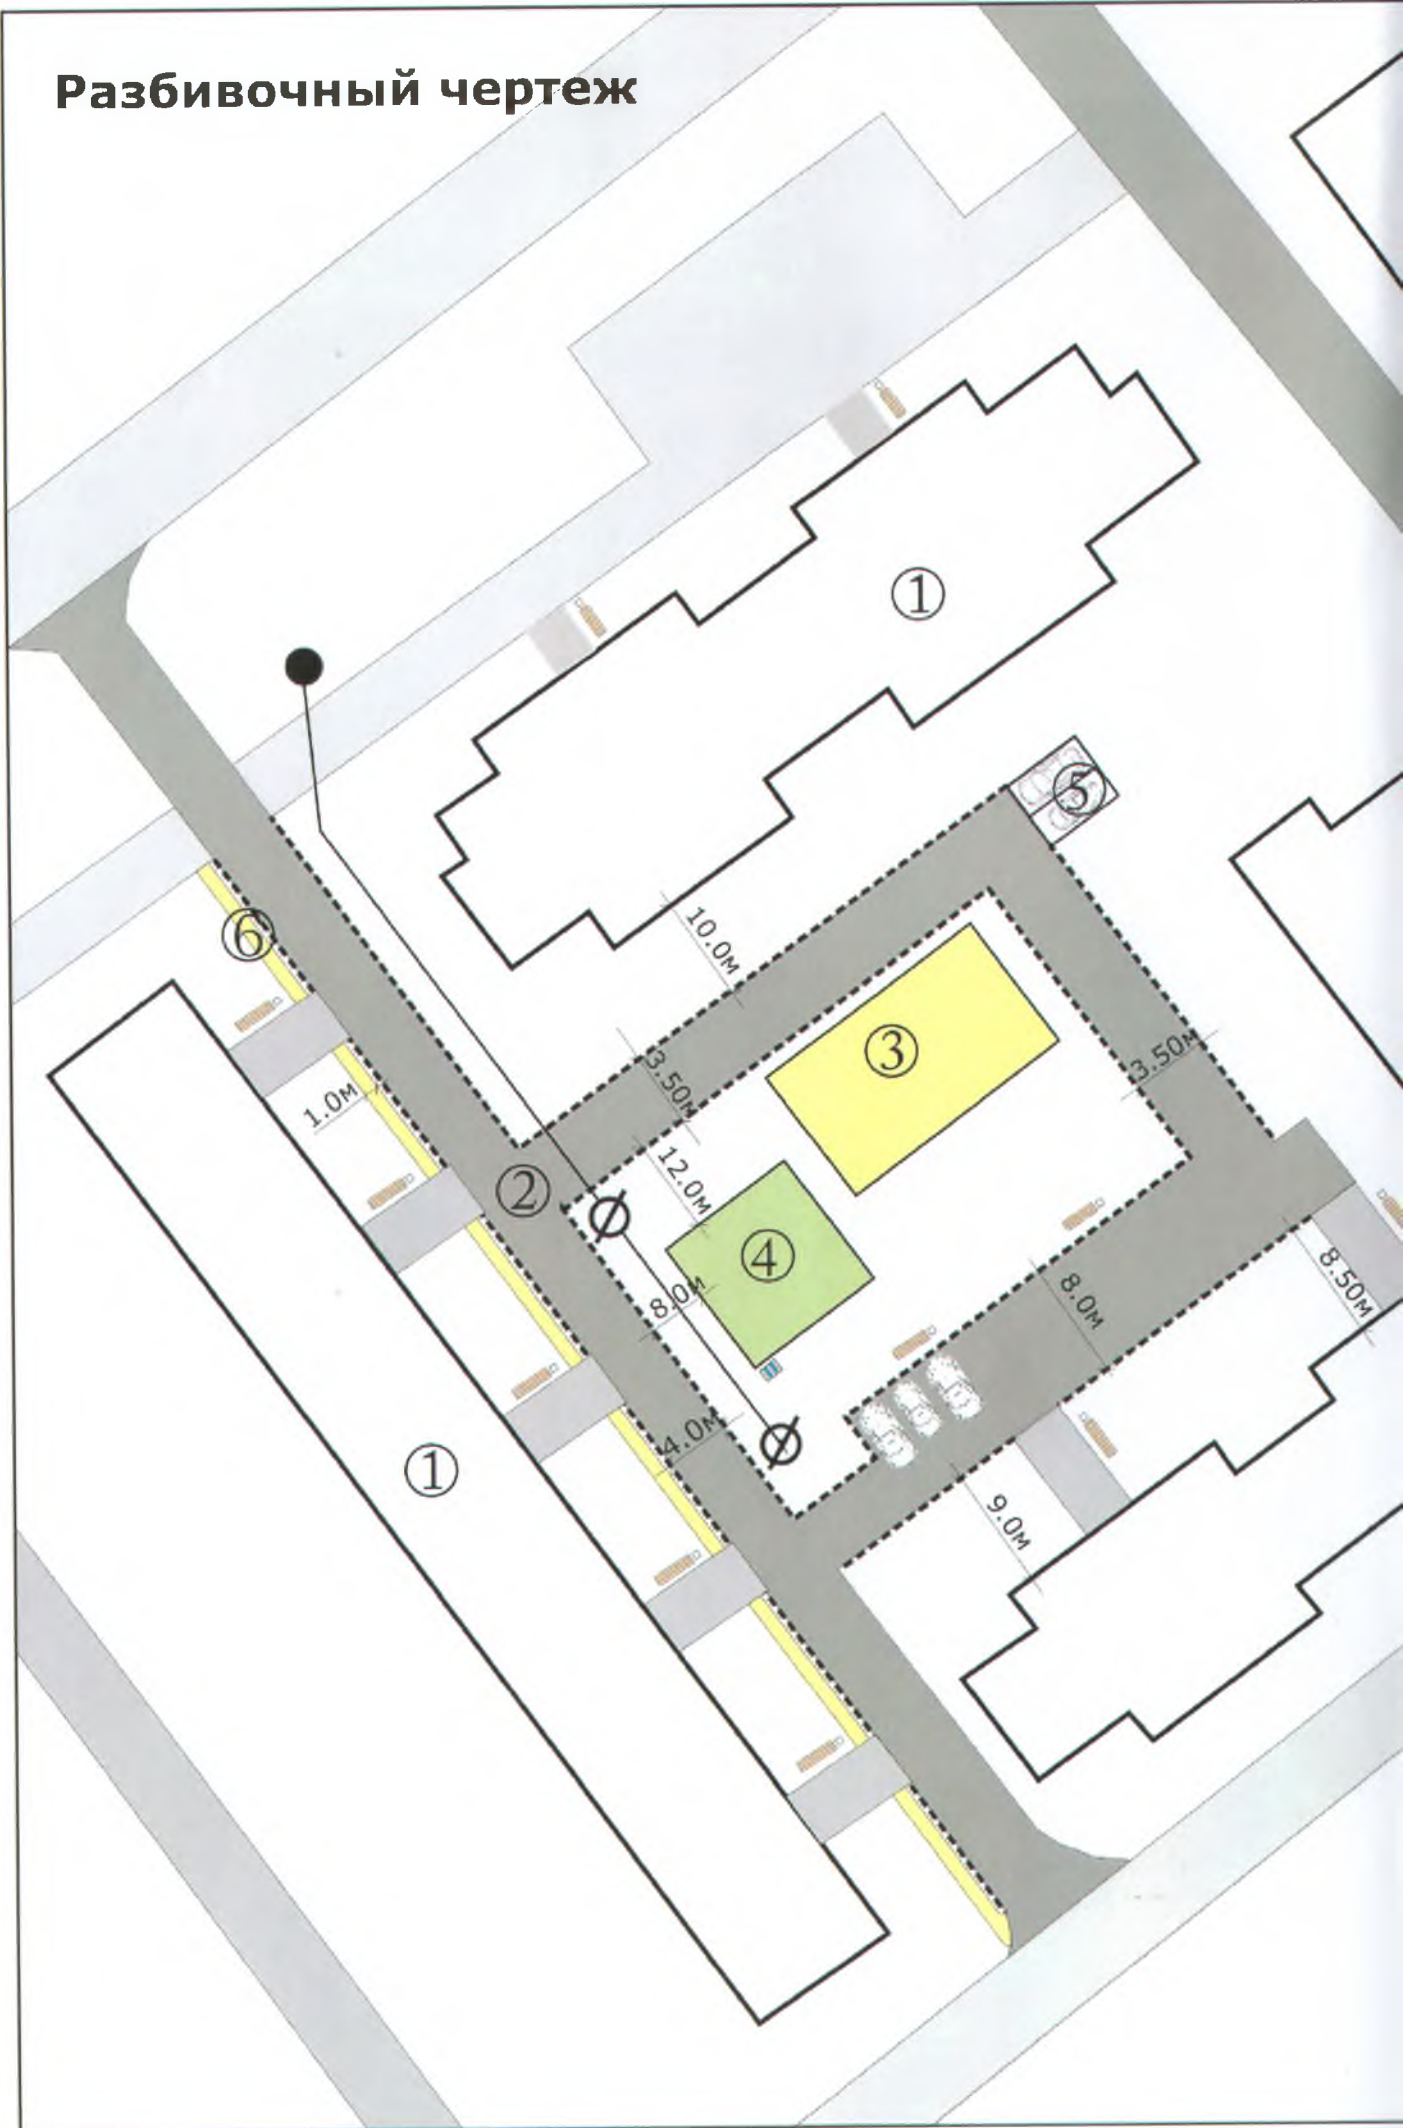 Разбивочный чертеж
①
⑤
⑥
10.0м
3.50м
③
3.50м
1.0м
②
12.0м
④
8.0м
8.0м
8.50м
4.0м
①
9.0м